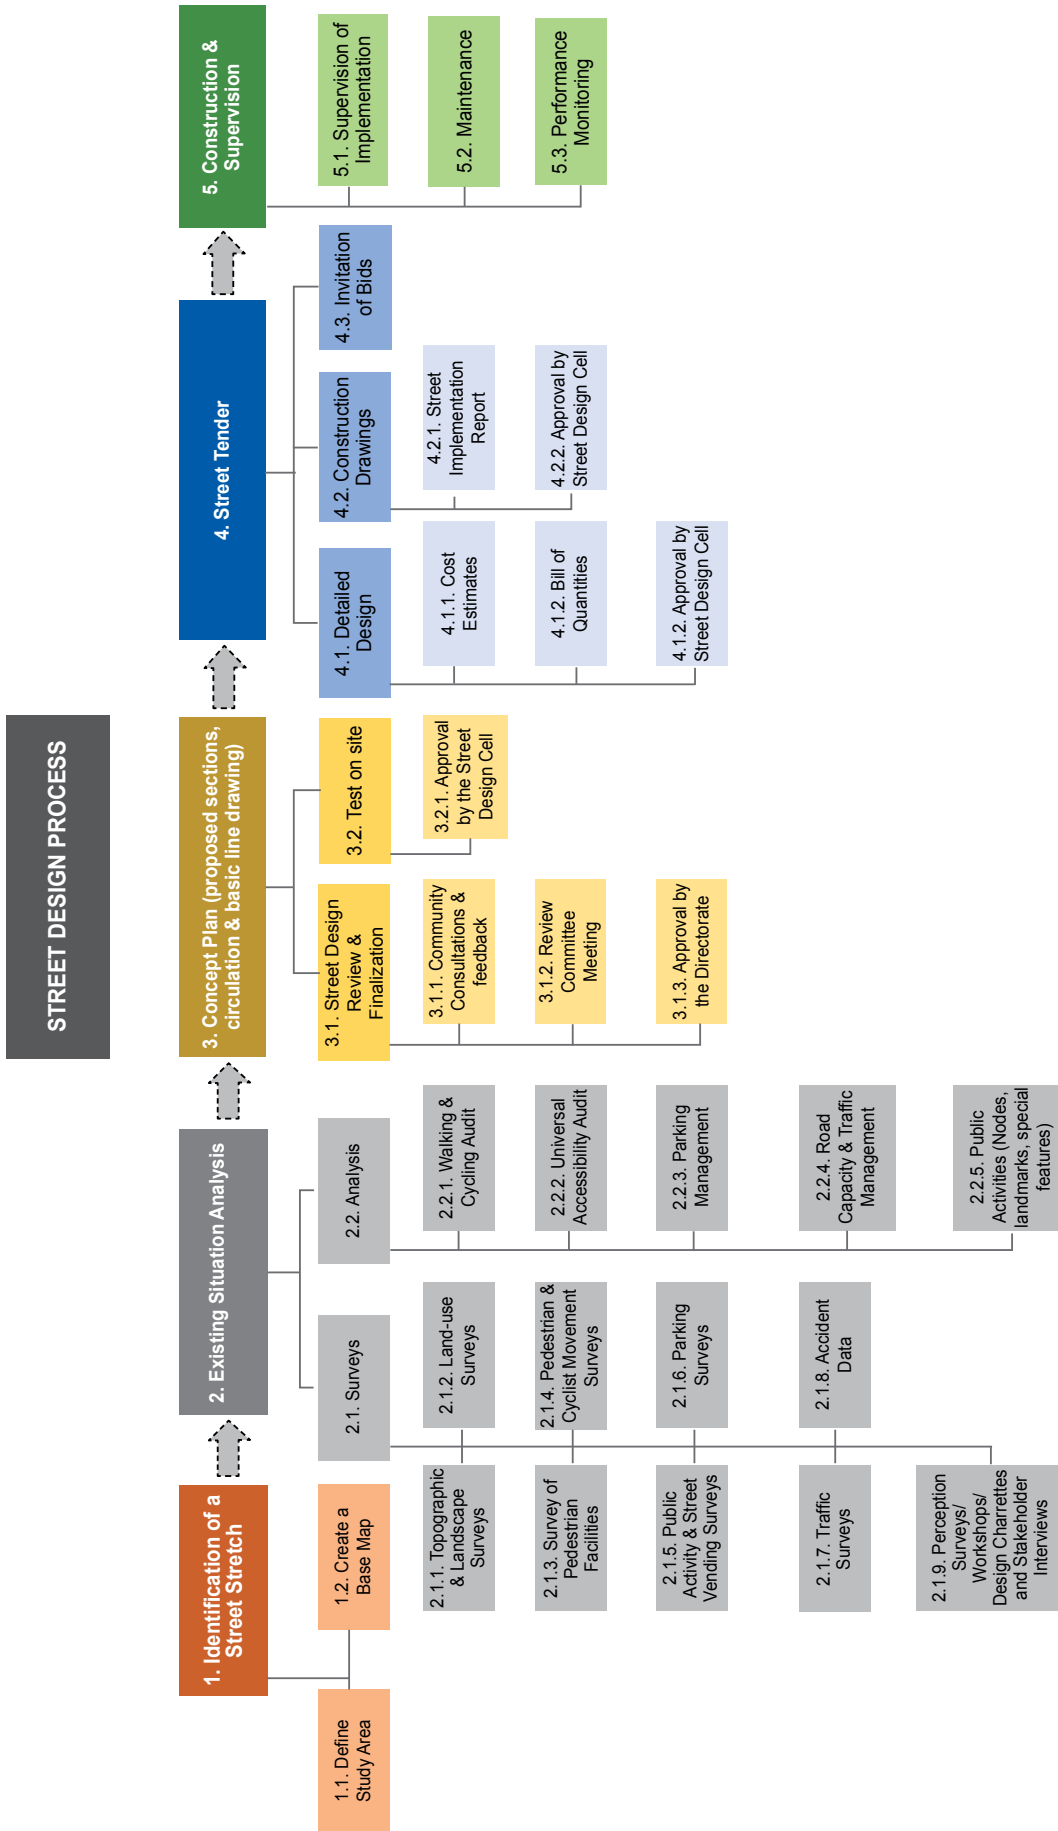 STREET DESIGN PROCESS
1. Identification of a
Street Stretch
1.1. Define
Study Area
1.2. Create a
Base Map
2. Existing Situation Analysis
2.1. Surveys
2.1.1. Topographic
& Landscape
Surveys
2.1.2. Land-use
Surveys
2.1.3. Survey of
Pedestrian
Facilities
2.1.4. Pedestrian &
Cyclist Movement
Surveys
2.1.5. Public
Activity & Street
Vending Surveys
2.1.6. Parking
Surveys
2.1.7. Traffic
Surveys
2.1.8. Accident
Data
2.1.9. Perception
Surveys/
Workshops/
Design Charrettes
and Stakeholder
Interviews
2.2. Analysis
2.2.1. Walking &
Cycling Audit
2.2.2. Universal
Accessibility Audit
2.2.3. Parking
Management
2.2.4. Road
Capacity & Traffic
Management
2.2.5. Public
Activities (Nodes,
landmarks, special
features)
3. Concept Plan (proposed sections,
circulation & basic line drawing)
3.1. Street Design
Review &
Finalization
3.1.1. Community
Consultations &
feedback
3.1.2. Review
Committee
Meeting
3.1.3. Approval by
the Directorate
3.2. Test on site
3.2.1. Approval
by the Street
Design Cell
4. Street Tender
4.1. Detailed
Design
4.1.1. Cost
Estimates
4.1.2. Bill of
Quantities
4.1.2. Approval by
Street Design Cell
4.2. Construction
Drawings
4.2.1. Street
Implementation
Report
4.2.2. Approval by
Street Design Cell
4.3. Invitation
of Bids
5. Construction &
Supervision
5.1. Supervision of
Implementation
5.2. Maintenance
5.3. Performance
Monitoring